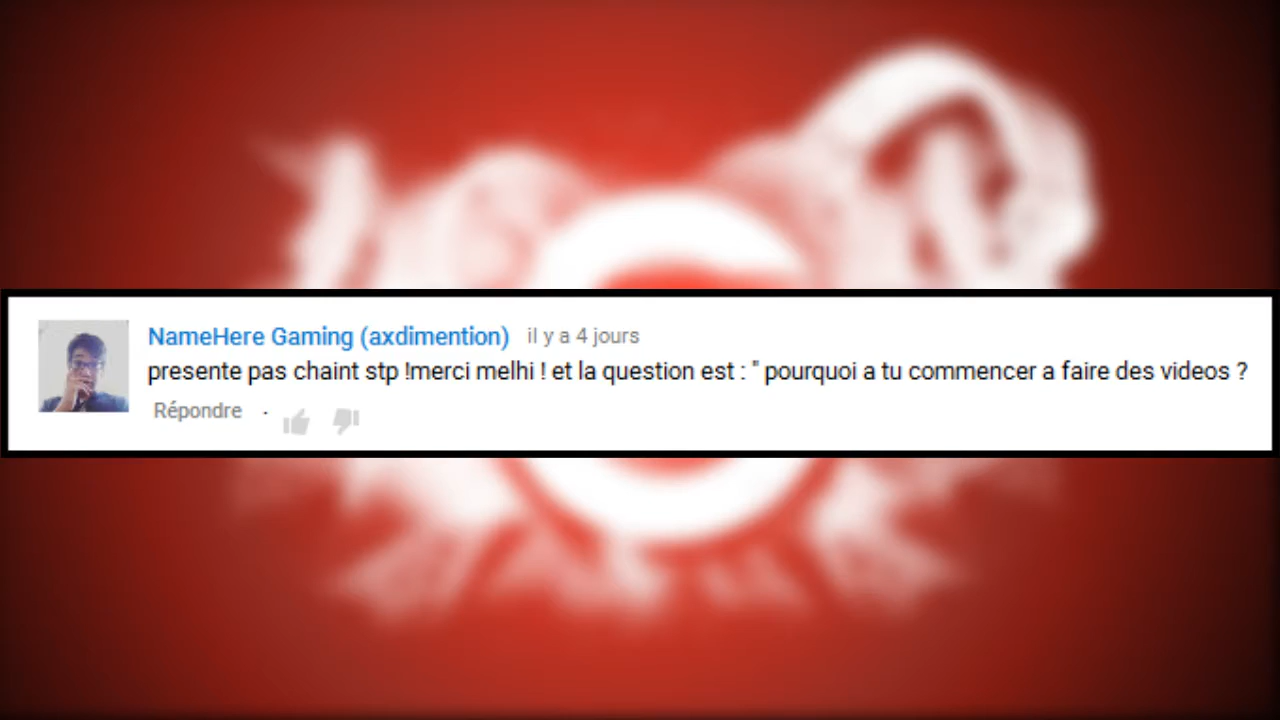 NameHere Gaming (axdimention) il y a 4 jours
presente pas chaint stp !merci melhi ! et la question est : " pourquoi a tu commencer a faire des videos ?
Répondre ·